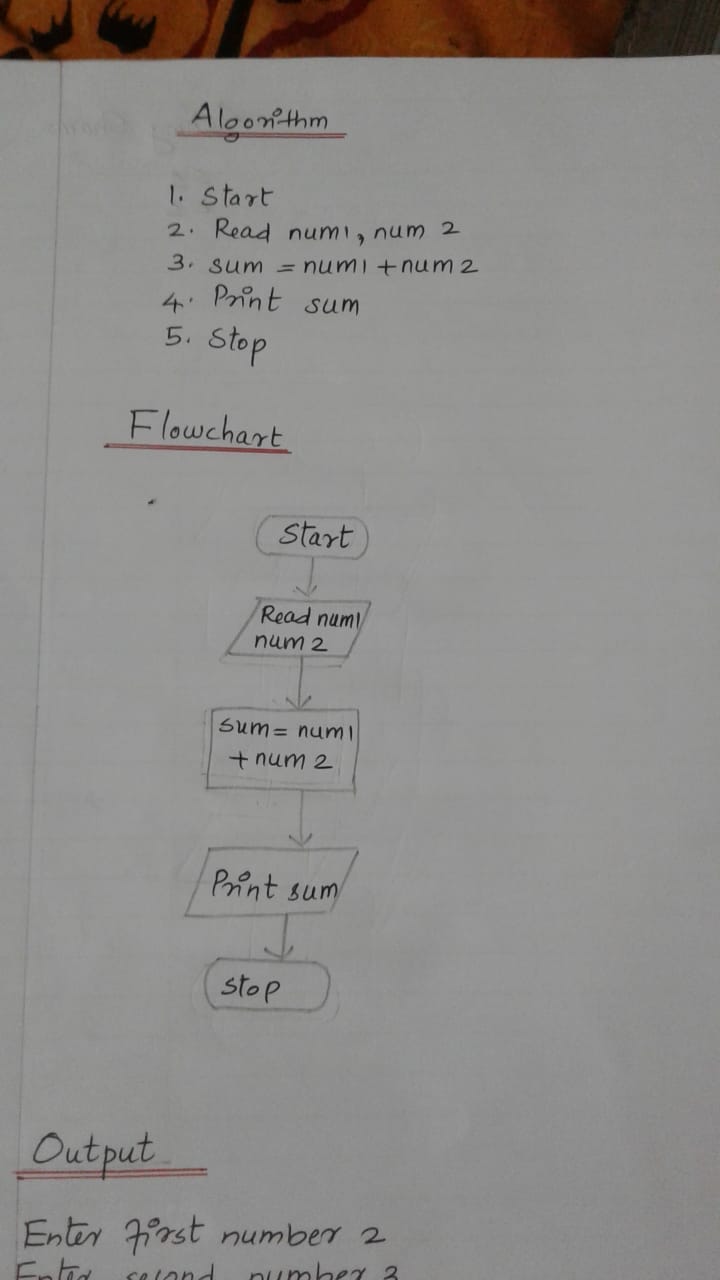 Algorithm
1. Start
2. Read num1, num 2
3. sum = num1 + num 2
4. Print sum
5. Stop
Flowchart
Start
Read num1
num 2
sum = num1
+ num 2
Print sum
stop
Output
Enter first number 2
Enter second number 3